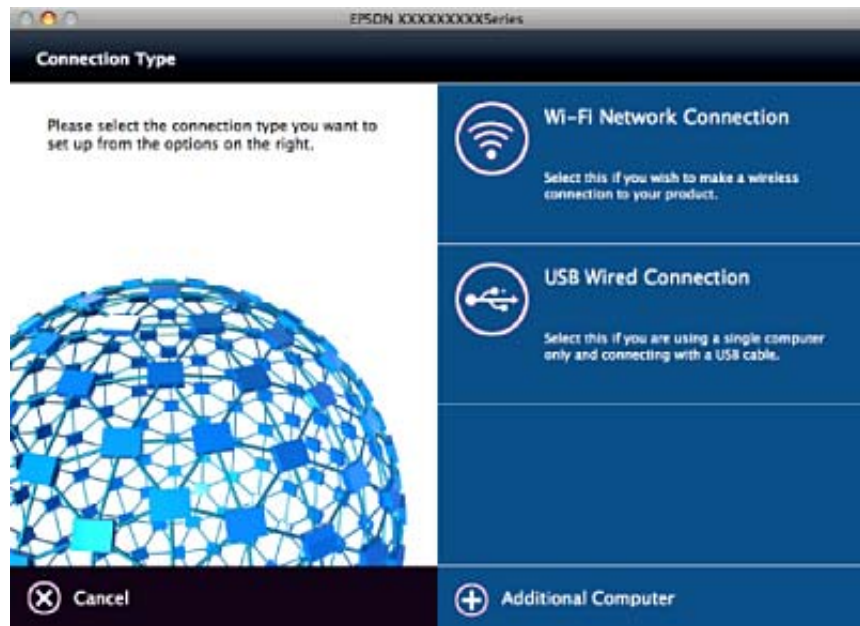 EPSON XXXXXXXXXSeries
Connection Type
Please select the connection type you want to
set up from the options on the right.
Wi-Fi Network Connection
Select this if you wish to make a wireless
connection to your product.
USB Wired Connection
Select this if you are using a single computer
only and connecting with a USB cable.
Cancel
Additional Computer